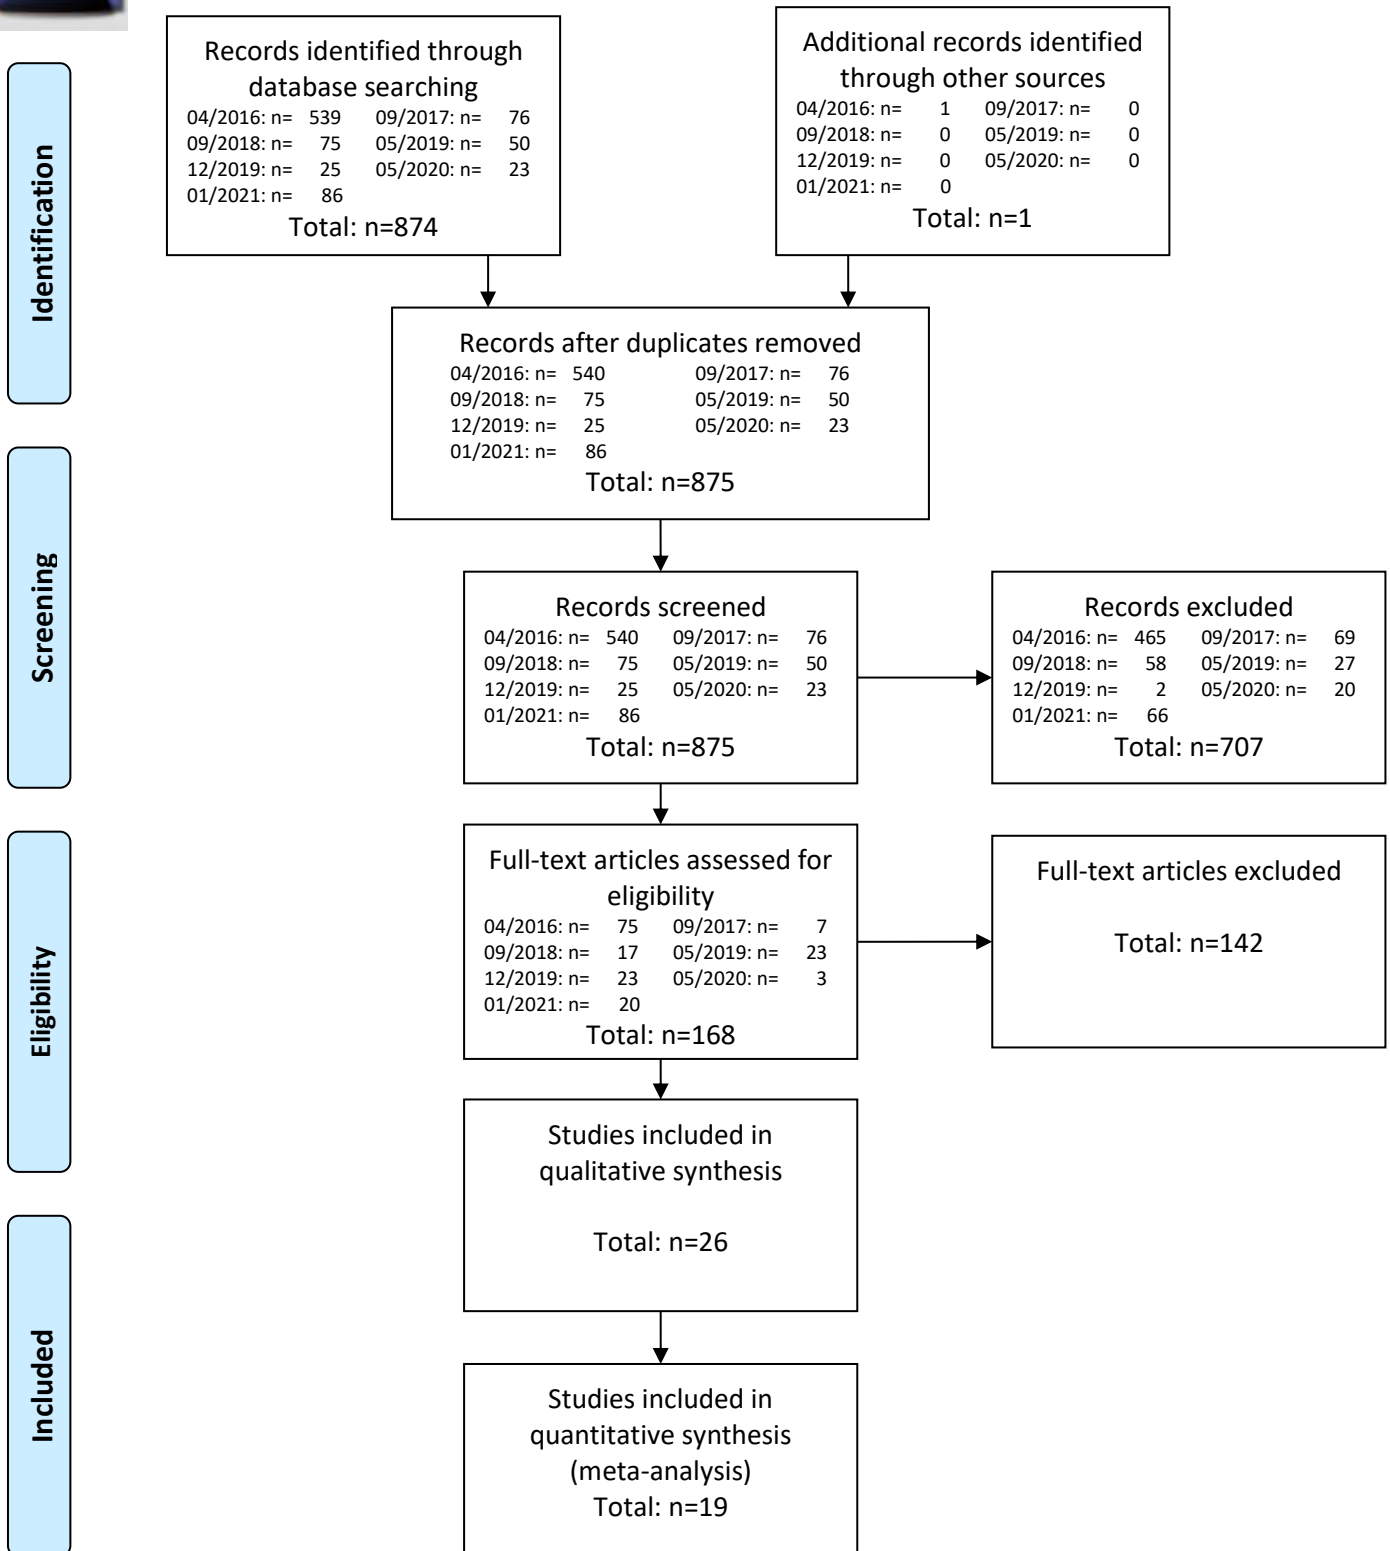 Identification
Records identified through
database searching
04/2016: n= 539 09/2017: n= 76
09/2018: n= 75 05/2019: n= 50
12/2019: n= 25 05/2020: n= 23
01/2021: n= 86
Total: n=874
Additional records identified
through other sources
04/2016: n= 1 09/2017: n= 0
09/2018: n= 0 05/2019: n= 0
12/2019: n= 0 05/2020: n= 0
01/2021: n= 0
Total: n=1
Records after duplicates removed
04/2016: n= 540 09/2017: n= 76
09/2018: n= 75 05/2019: n= 50
12/2019: n= 25 05/2020: n= 23
01/2021: n= 86
Total: n=875
Screening
Records screened
04/2016: n= 540 09/2017: n= 76
09/2018: n= 75 05/2019: n= 50
12/2019: n= 25 05/2020: n= 23
01/2021: n= 86
Total: n=875
Records excluded
04/2016: n= 465 09/2017: n= 69
09/2018: n= 58 05/2019: n= 27
12/2019: n= 2 05/2020: n= 20
01/2021: n= 66
Total: n=707
Eligibility
Full-text articles assessed for
eligibility
04/2016: n= 75 09/2017: n= 7
09/2018: n= 17 05/2019: n= 23
12/2019: n= 23 05/2020: n= 3
01/2021: n= 20
Total: n=168
Full-text articles excluded
Total: n=142
Studies included in
qualitative synthesis
Total: n=26
Included
Studies included in
quantitative synthesis
(meta-analysis)
Total: n=19